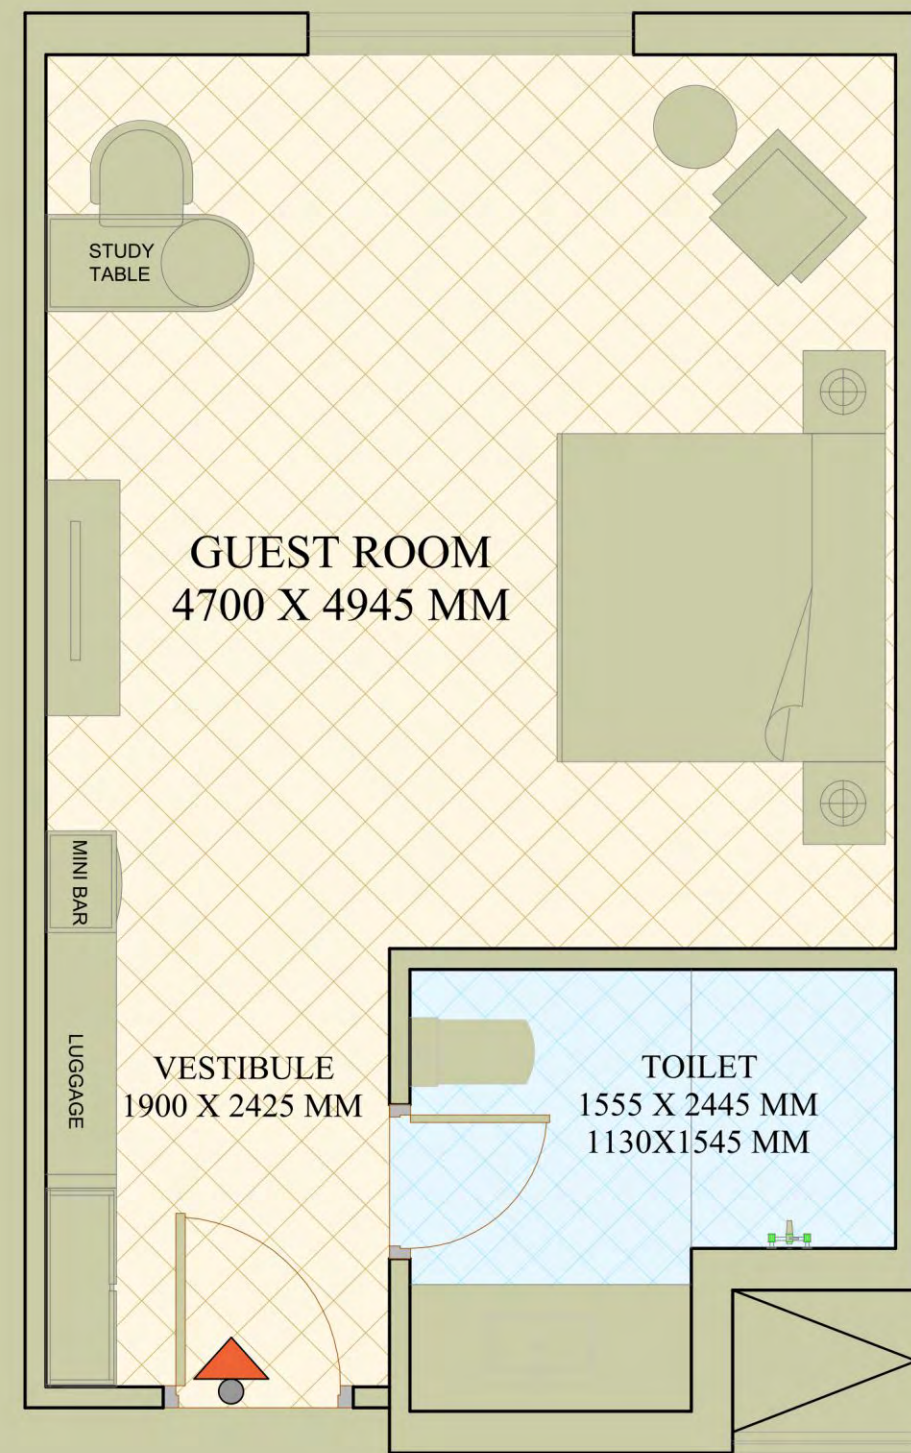 STUDY
TABLE
GUEST ROOM
4700 X 4945 MM
MINI BAR
LUGGAGE
VESTIBULE
1900 X 2425 MM
TOILET
1555 X 2445 MM
1130X1545 MM